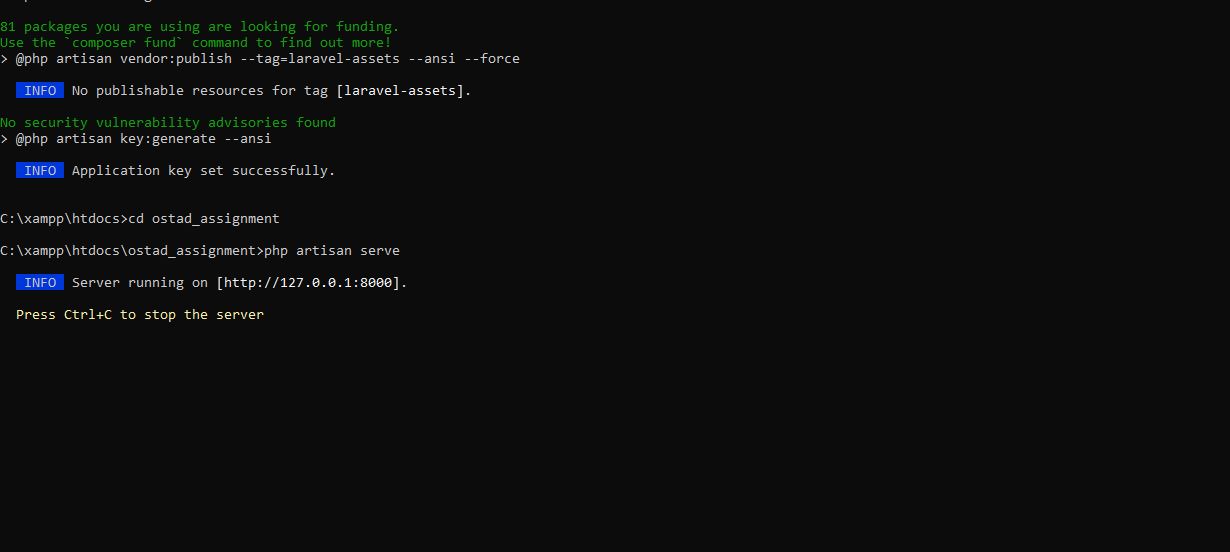 81 packages you are using are looking for funding.
Use the `composer fund` command to find out more!
> @php artisan vendor:publish --tag=laravel-assets --ansi --force
INFO No publishable resources for tag [laravel-assets].
No security vulnerability advisories found
> @php artisan key:generate --ansi
INFO Application key set successfully.
C:\xampp\htdocs>cd ostad_assignment
C:\xampp\htdocs\ostad_assignment>php artisan serve
INFO Server running on [http://127.0.0.1:8000].
Press Ctrl+C to stop the server